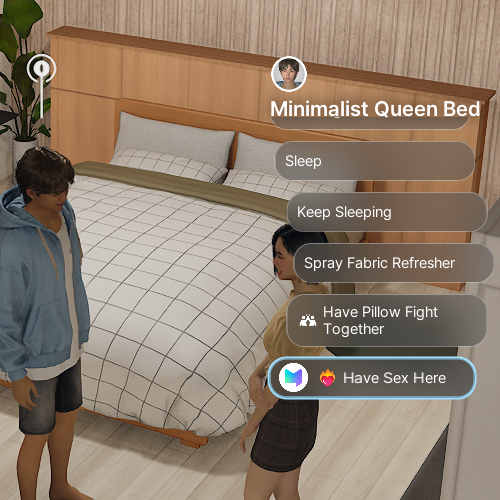 Minimalist Queen Bed
Sleep
Keep Sleeping
Spray Fabric Refresher
Have Pillow Fight
Together
Have Sex Here